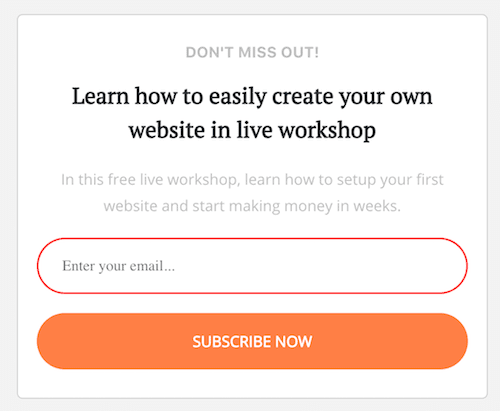 DON'T MISS OUT!
Learn how to easily create your own
website in live workshop
In this free live workshop, learn how to setup your first
website and start making money in weeks.
Enter your email...
SUBSCRIBE NOW